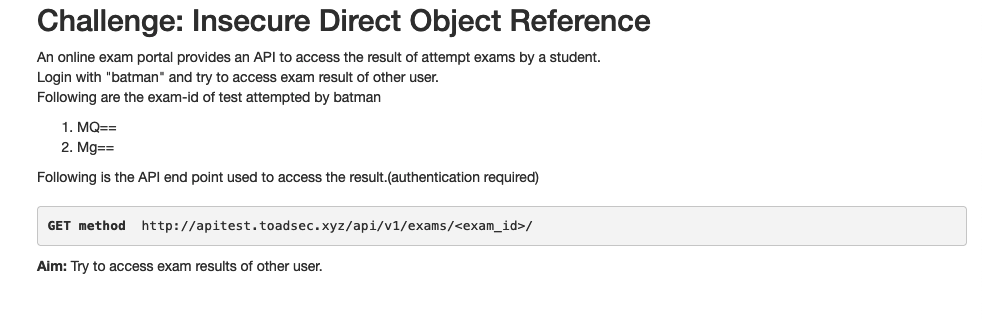 Challenge: Insecure Direct Object Reference
An online exam portal provides an API to access the result of attempt exams by a student.
Login with "batman" and try to access exam result of other user.
Following are the exam-id of test attempted by batman
1. MQ==
2. Mg==
Following is the API end point used to access the result.(authentication required)
GET method  http://apitest.toadsec.xyz/api/v1/exams/<exam_id>/
Aim: Try to access exam results of other user.